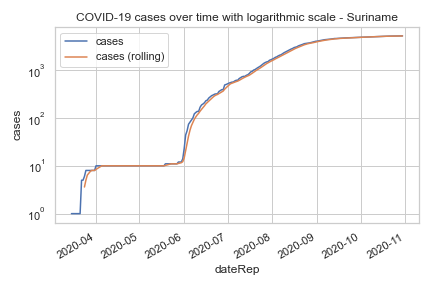 COVID-19 cases over time with logarithmic scale - Suriname
cases
cases (rolling)
10³
10²
10¹
10⁰
cases
2020-04
2020-05
2020-06
2020-07
2020-08
2020-09
2020-10
2020-11
dateRep